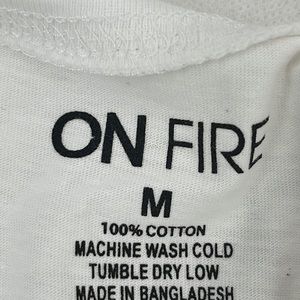 ON FIRE
M
100% COTTON
MACHINE WASH COLD
TUMBLE DRY LOW
MADE IN BANGLADESH